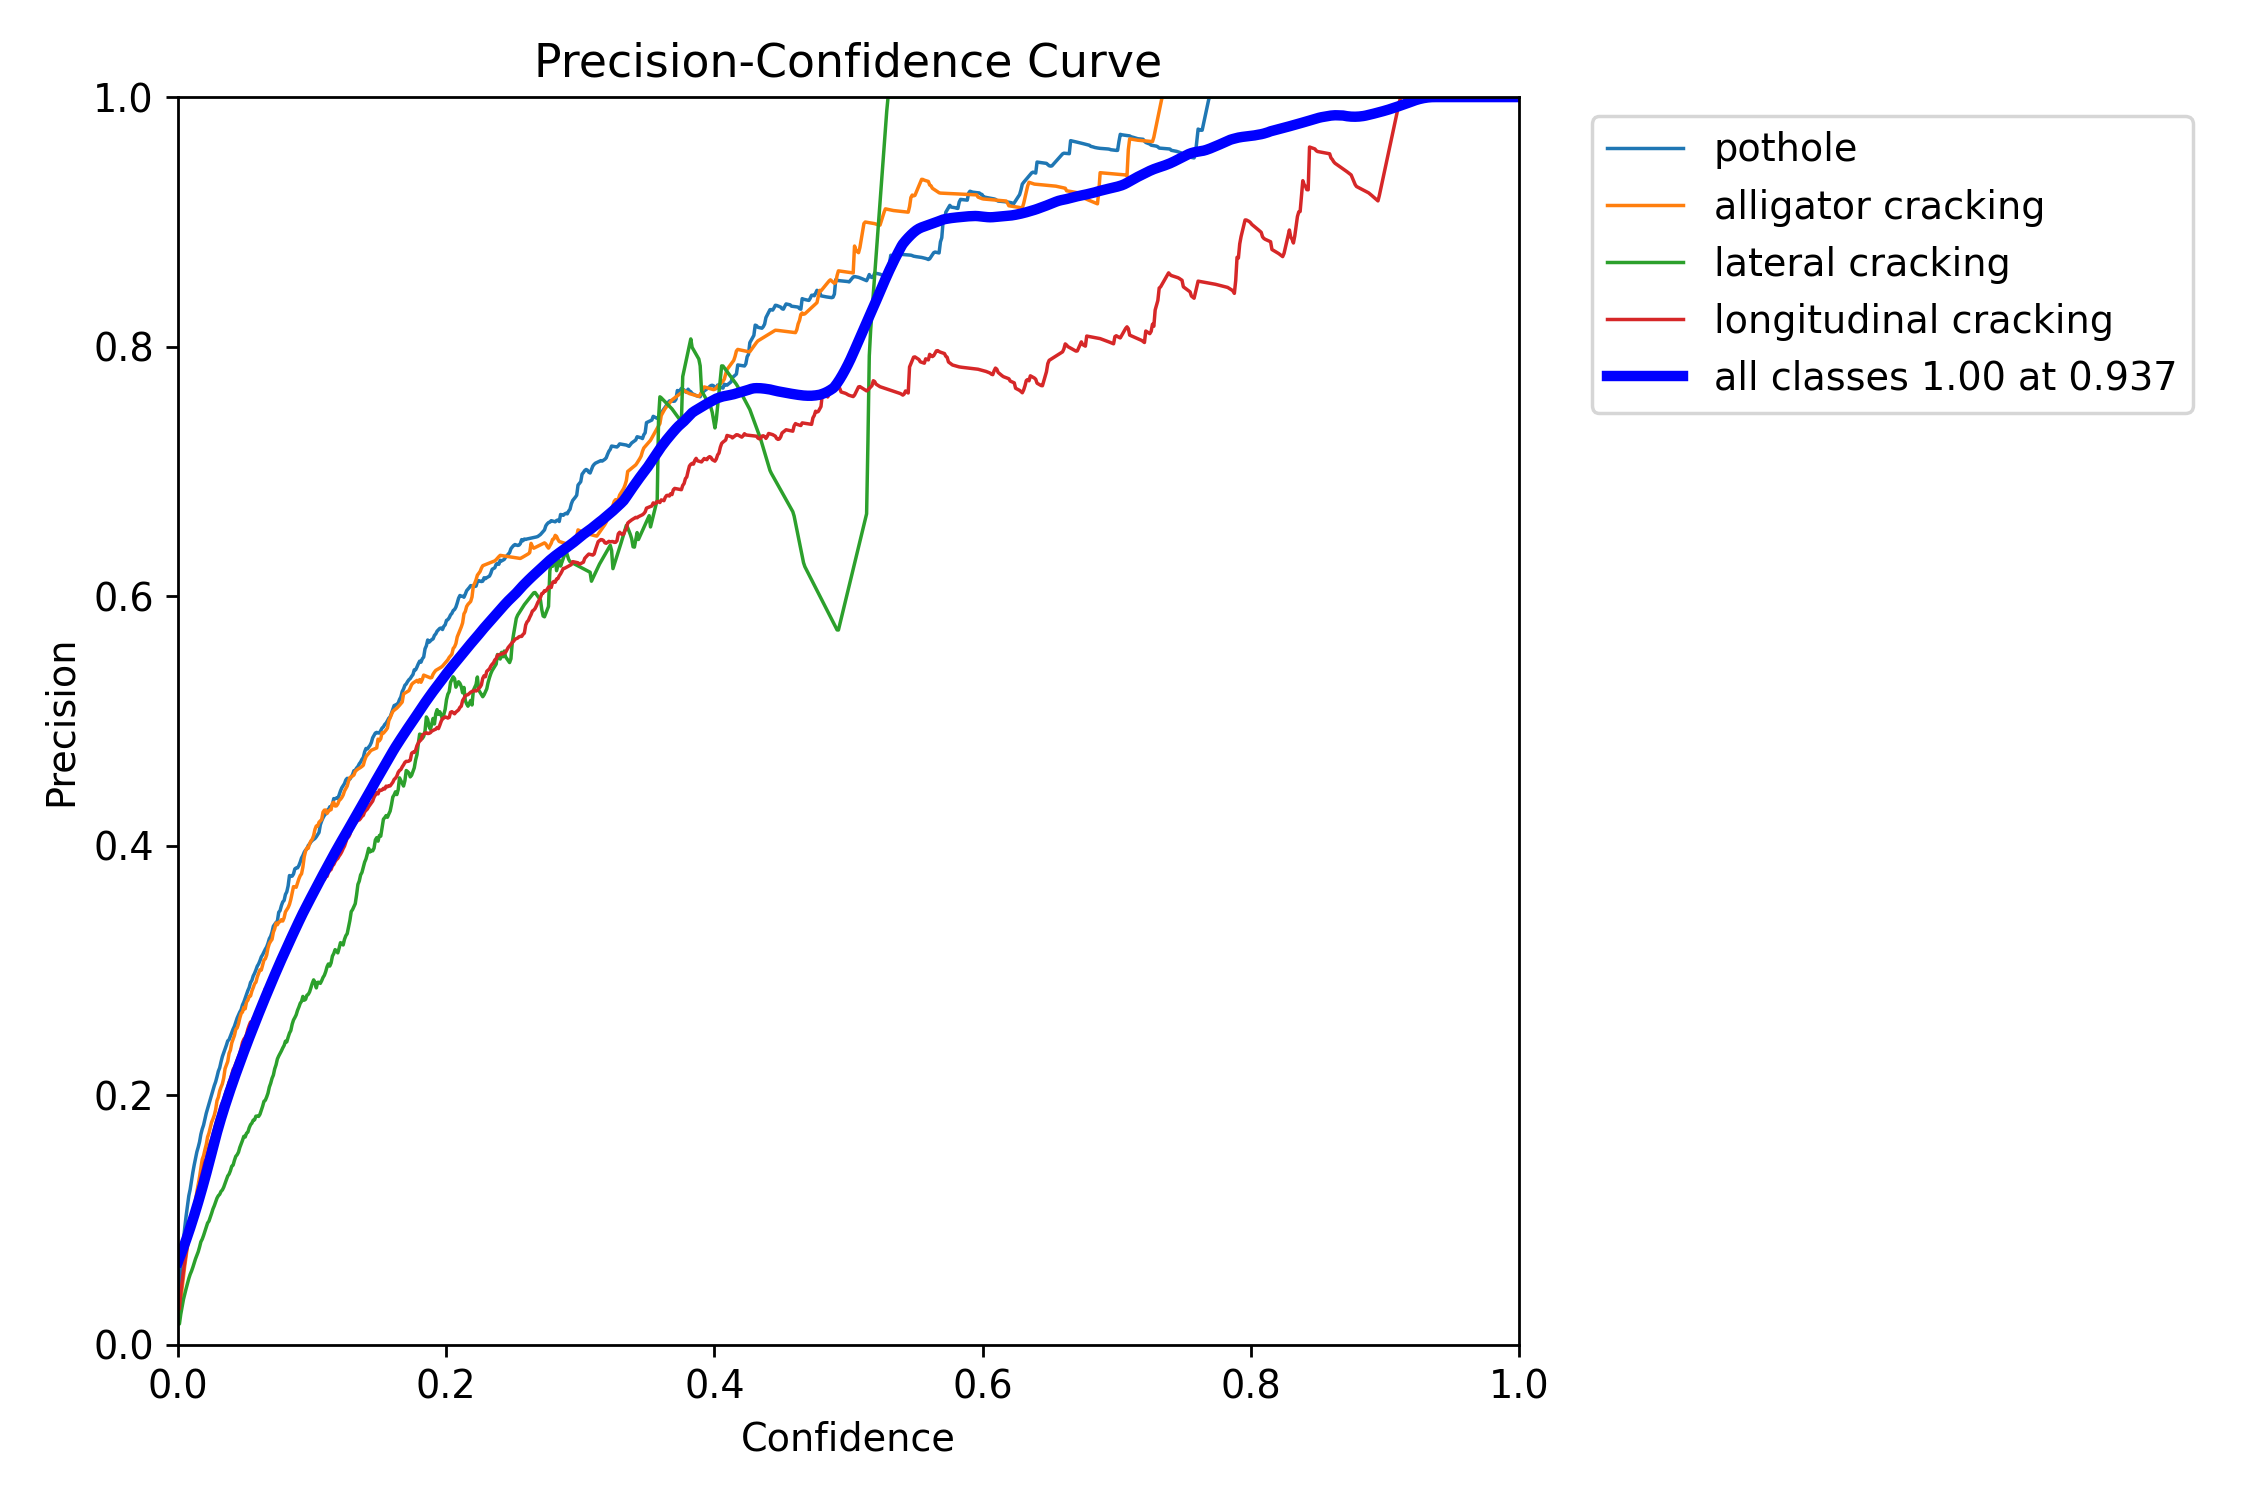 Precision-Confidence Curve
1.0
0.8
0.6
0.4
0.2
0.0
Precision
0.0 0.2 0.4 0.6 0.8 1.0
Confidence
pothole
alligator cracking
lateral cracking
longitudinal cracking
all classes 1.00 at 0.937